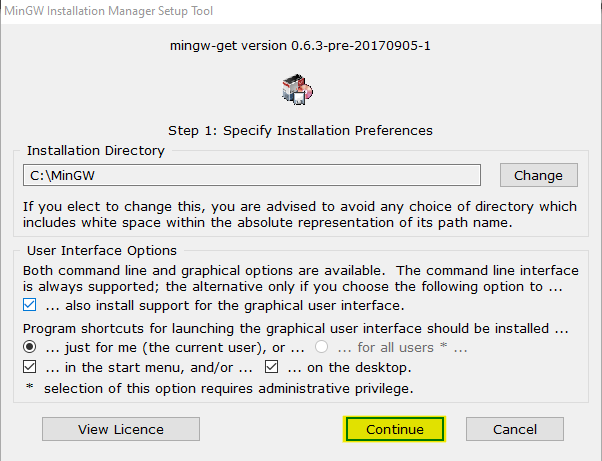 MinGW Installation Manager Setup Tool
mingw-get version 0.6.3-pre-20170905-1
Step 1: Specify Installation Preferences
Installation Directory
C:\MinGW
Change
If you elect to change this, you are advised to avoid any choice of directory which
includes white space within the absolute representation of its path name.
User Interface Options
Both command line and graphical options are available. The command line interface
is always supported; the alternative only if you choose the following option to ...
... also install support for the graphical user interface.
Program shortcuts for launching the graphical user interface should be installed ...
... just for me (the current user), or ... ... for all users * ...
... in the start menu, and/or ... ... on the desktop.
* selection of this option requires administrative privilege.
View Licence Continue Cancel